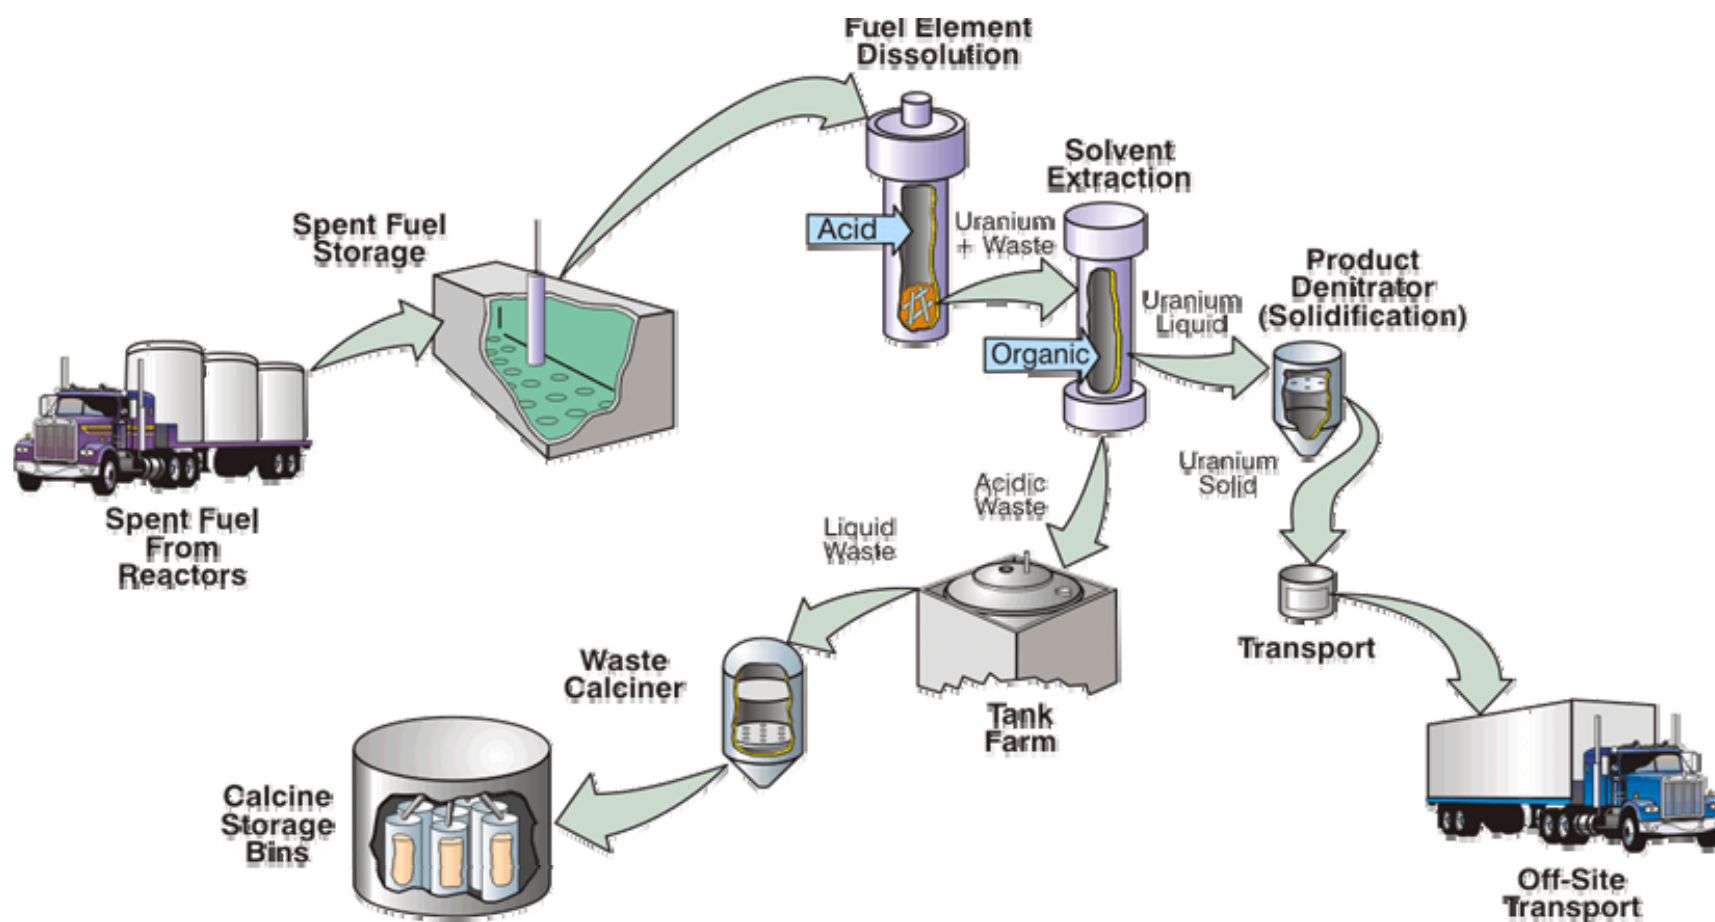 Fuel Element
Dissolution
Solvent
Extraction
Spent Fuel
Storage
Acid
Uranium
+ Waste
Product
Denitrator
(Solidification)
Uranium
Liquid
Organic
Spent Fuel
From
Reactors
Uranium
Solid
Acidic
Waste
Liquid
Waste
Transport
Waste
Calciner
Tank
Farm
Calcine
Storage
Bins
Off-Site
Transport